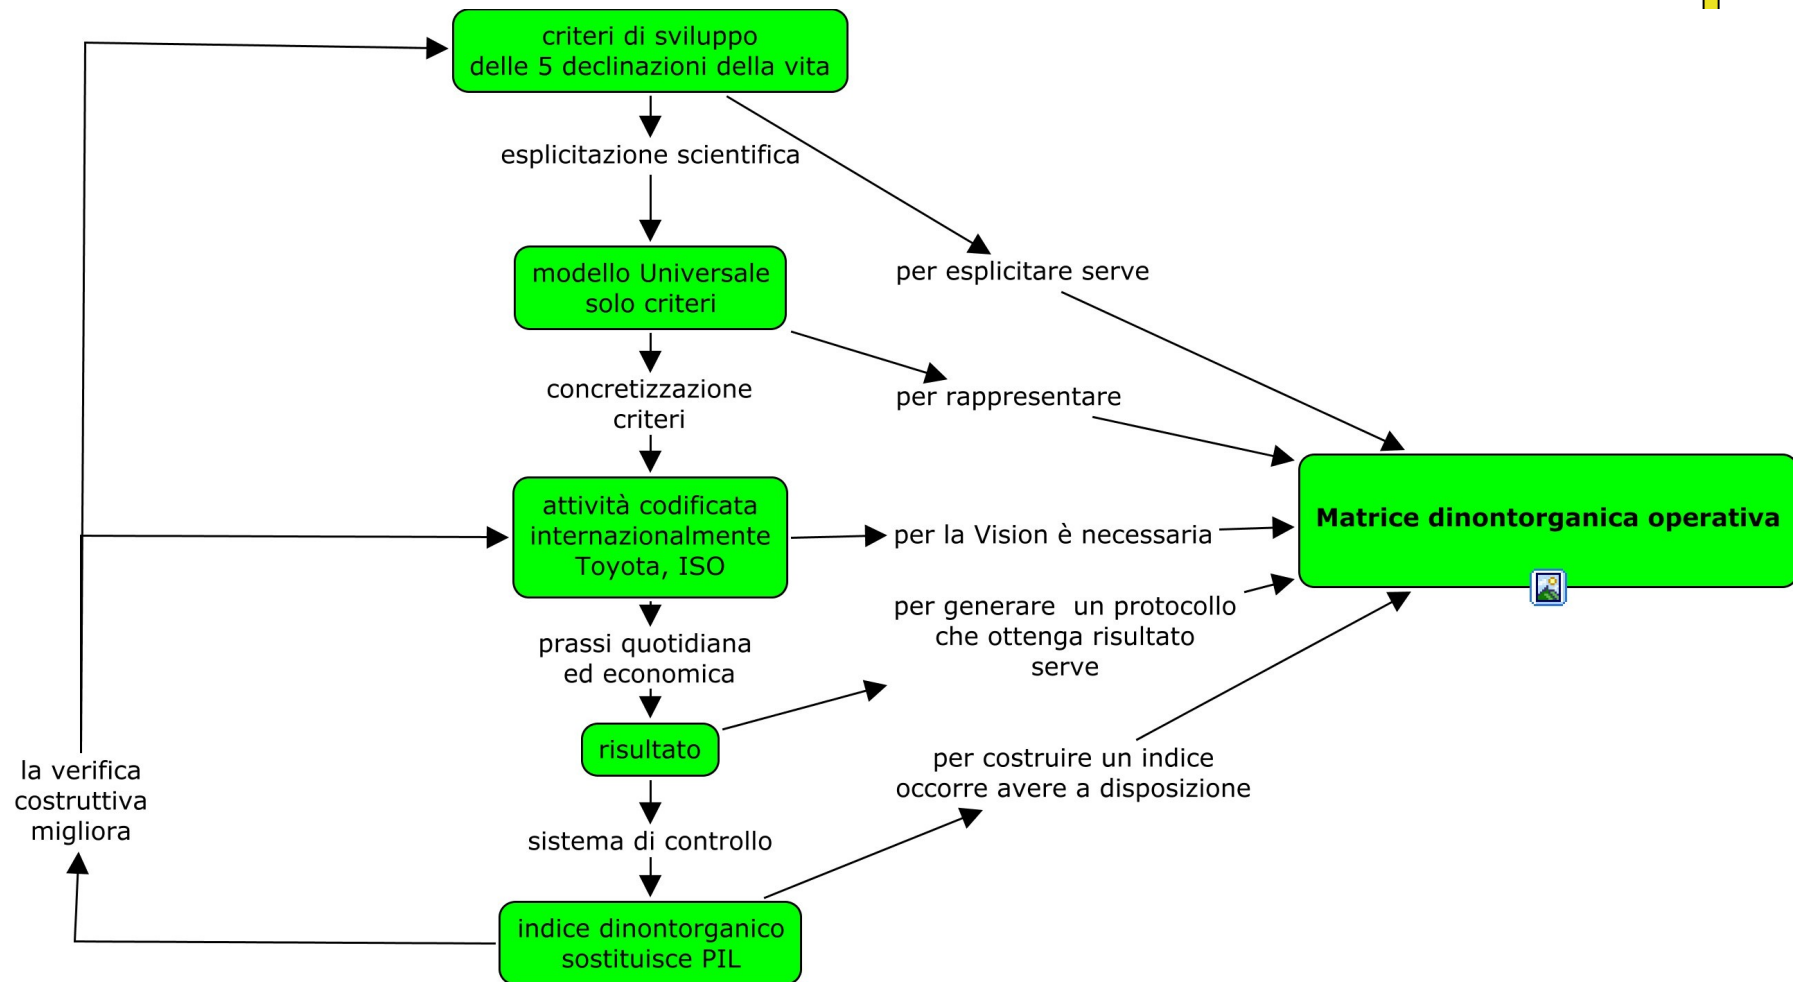 criteri di sviluppo
delle 5 declinazioni della vita
esplicitazione scientifica
modello Universale
solo criteri
per esplicitare serve
concretizzazione
criteri
per rappresentare
attività codificata
internazionalmente
Toyota, ISO
per la Vision è necessaria
Matrice dinontorganica operativa
per generare  un protocollo
che ottenga risultato
serve
prassi quotidiana
ed economica
risultato
per costruire un indice
occorre avere a disposizione
la verifica
costruttiva
migliora
sistema di controllo
indice dinontorganico
sostituisce PIL